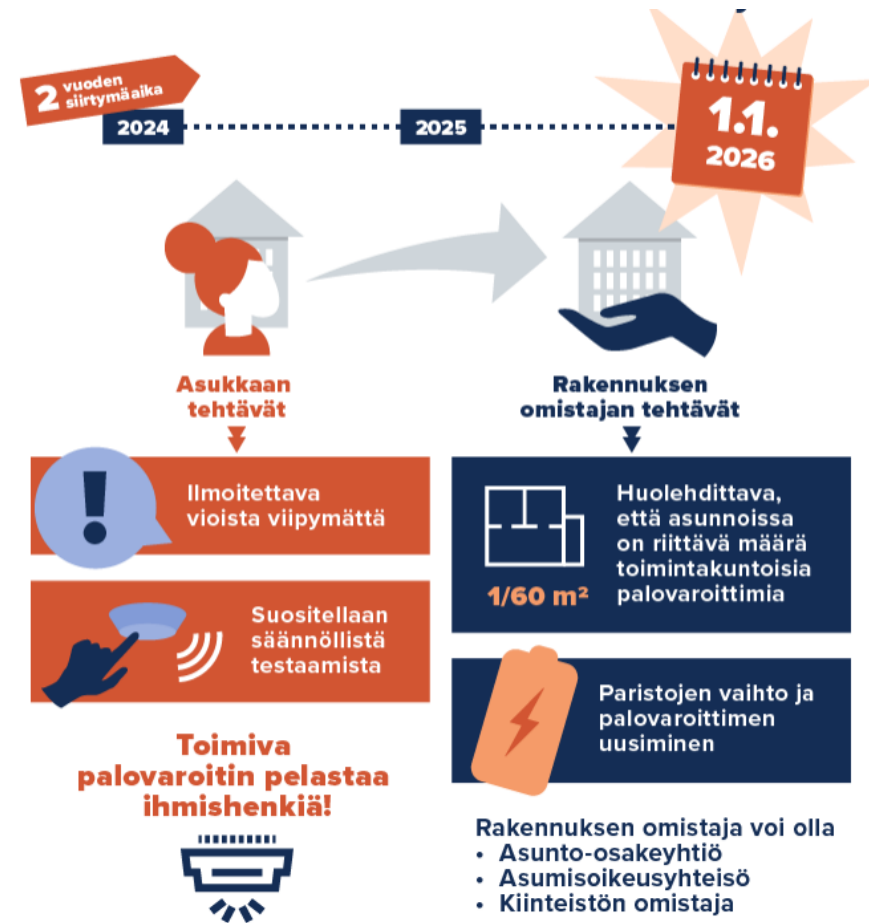 2 vuoden
siirtymäaika
2024
2025
1.1.
2026
Asukkaan
tehtävät
Ilmoitettava
vioista viipymättä
Suositellaan
säännöllistä
testaamista
Toimiva
palovaroitin pelastaa
ihmishenkiä!
Rakennuksen
omistajan tehtävät
1/60 m²
Huolehdittava,
että asunnoissa
on riittävä määrä
toimintakuntoisia
palovaroittimia
Paristojen vaihto ja
palovaroittimen
uusiminen
Rakennuksen omistaja voi olla
• Asunto-osakeyhtiö
• Asumisoikeusyhteisö
• Kiinteistön omistaja